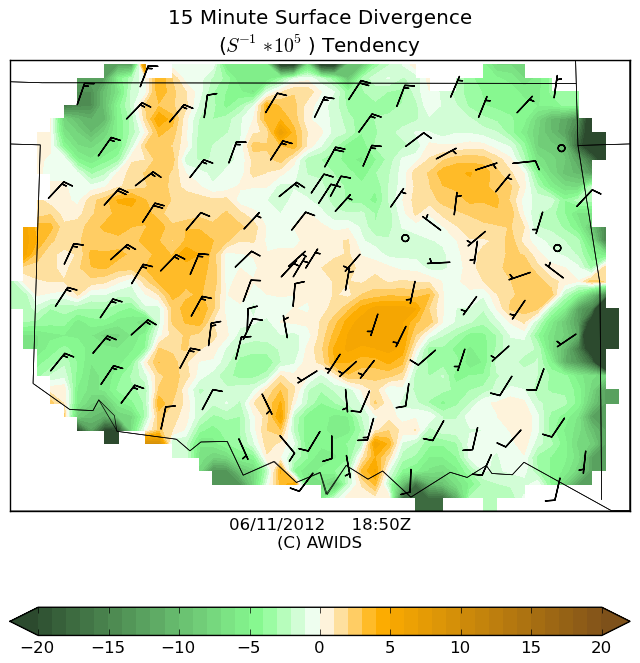 15 Minute Surface Divergence
(S⁻¹ *10⁵ ) Tendency
06/11/2012 18:50Z
(C) AWIDS
−20 −15 −10 −5 0 5 10 15 20